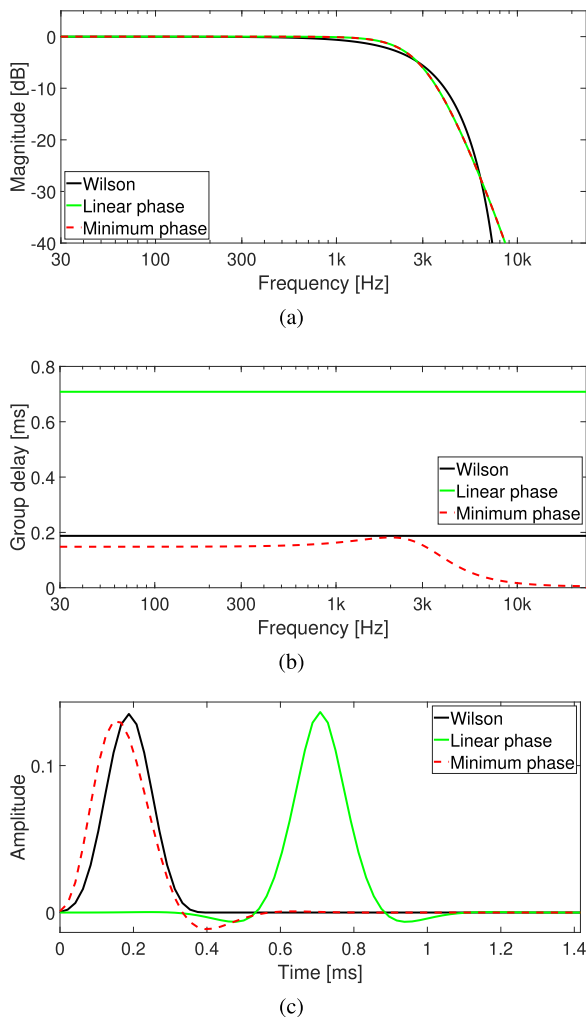 0
-10
-20
-30
-40
Magnitude [dB]
Wilson
Linear phase
Minimum phase
30 100 300 1k 3k 10k
Frequency [Hz]
(a)
0.8
0.6
0.4
0.2
0
Group delay [ms]
Wilson
Linear phase
Minimum phase
30 100 300 1k 3k 10k
Frequency [Hz]
(b)
0.1
0
Amplitude
Wilson
Linear phase
Minimum phase
0 0.2 0.4 0.6 0.8 1 1.2 1.4
Time [ms]
(c)